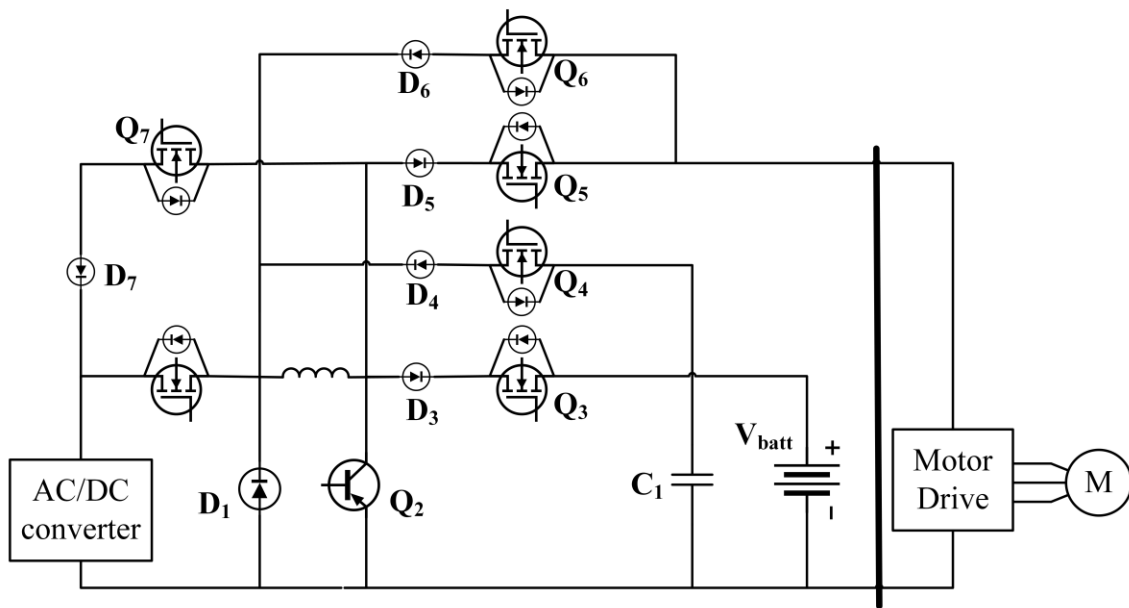 Q6
D6
Q7
D5
Q5
D7
D4
Q4
D3
Q3
Vbatt
+
-
AC/DC
converter
D1
Q2
C1
Motor
Drive
M